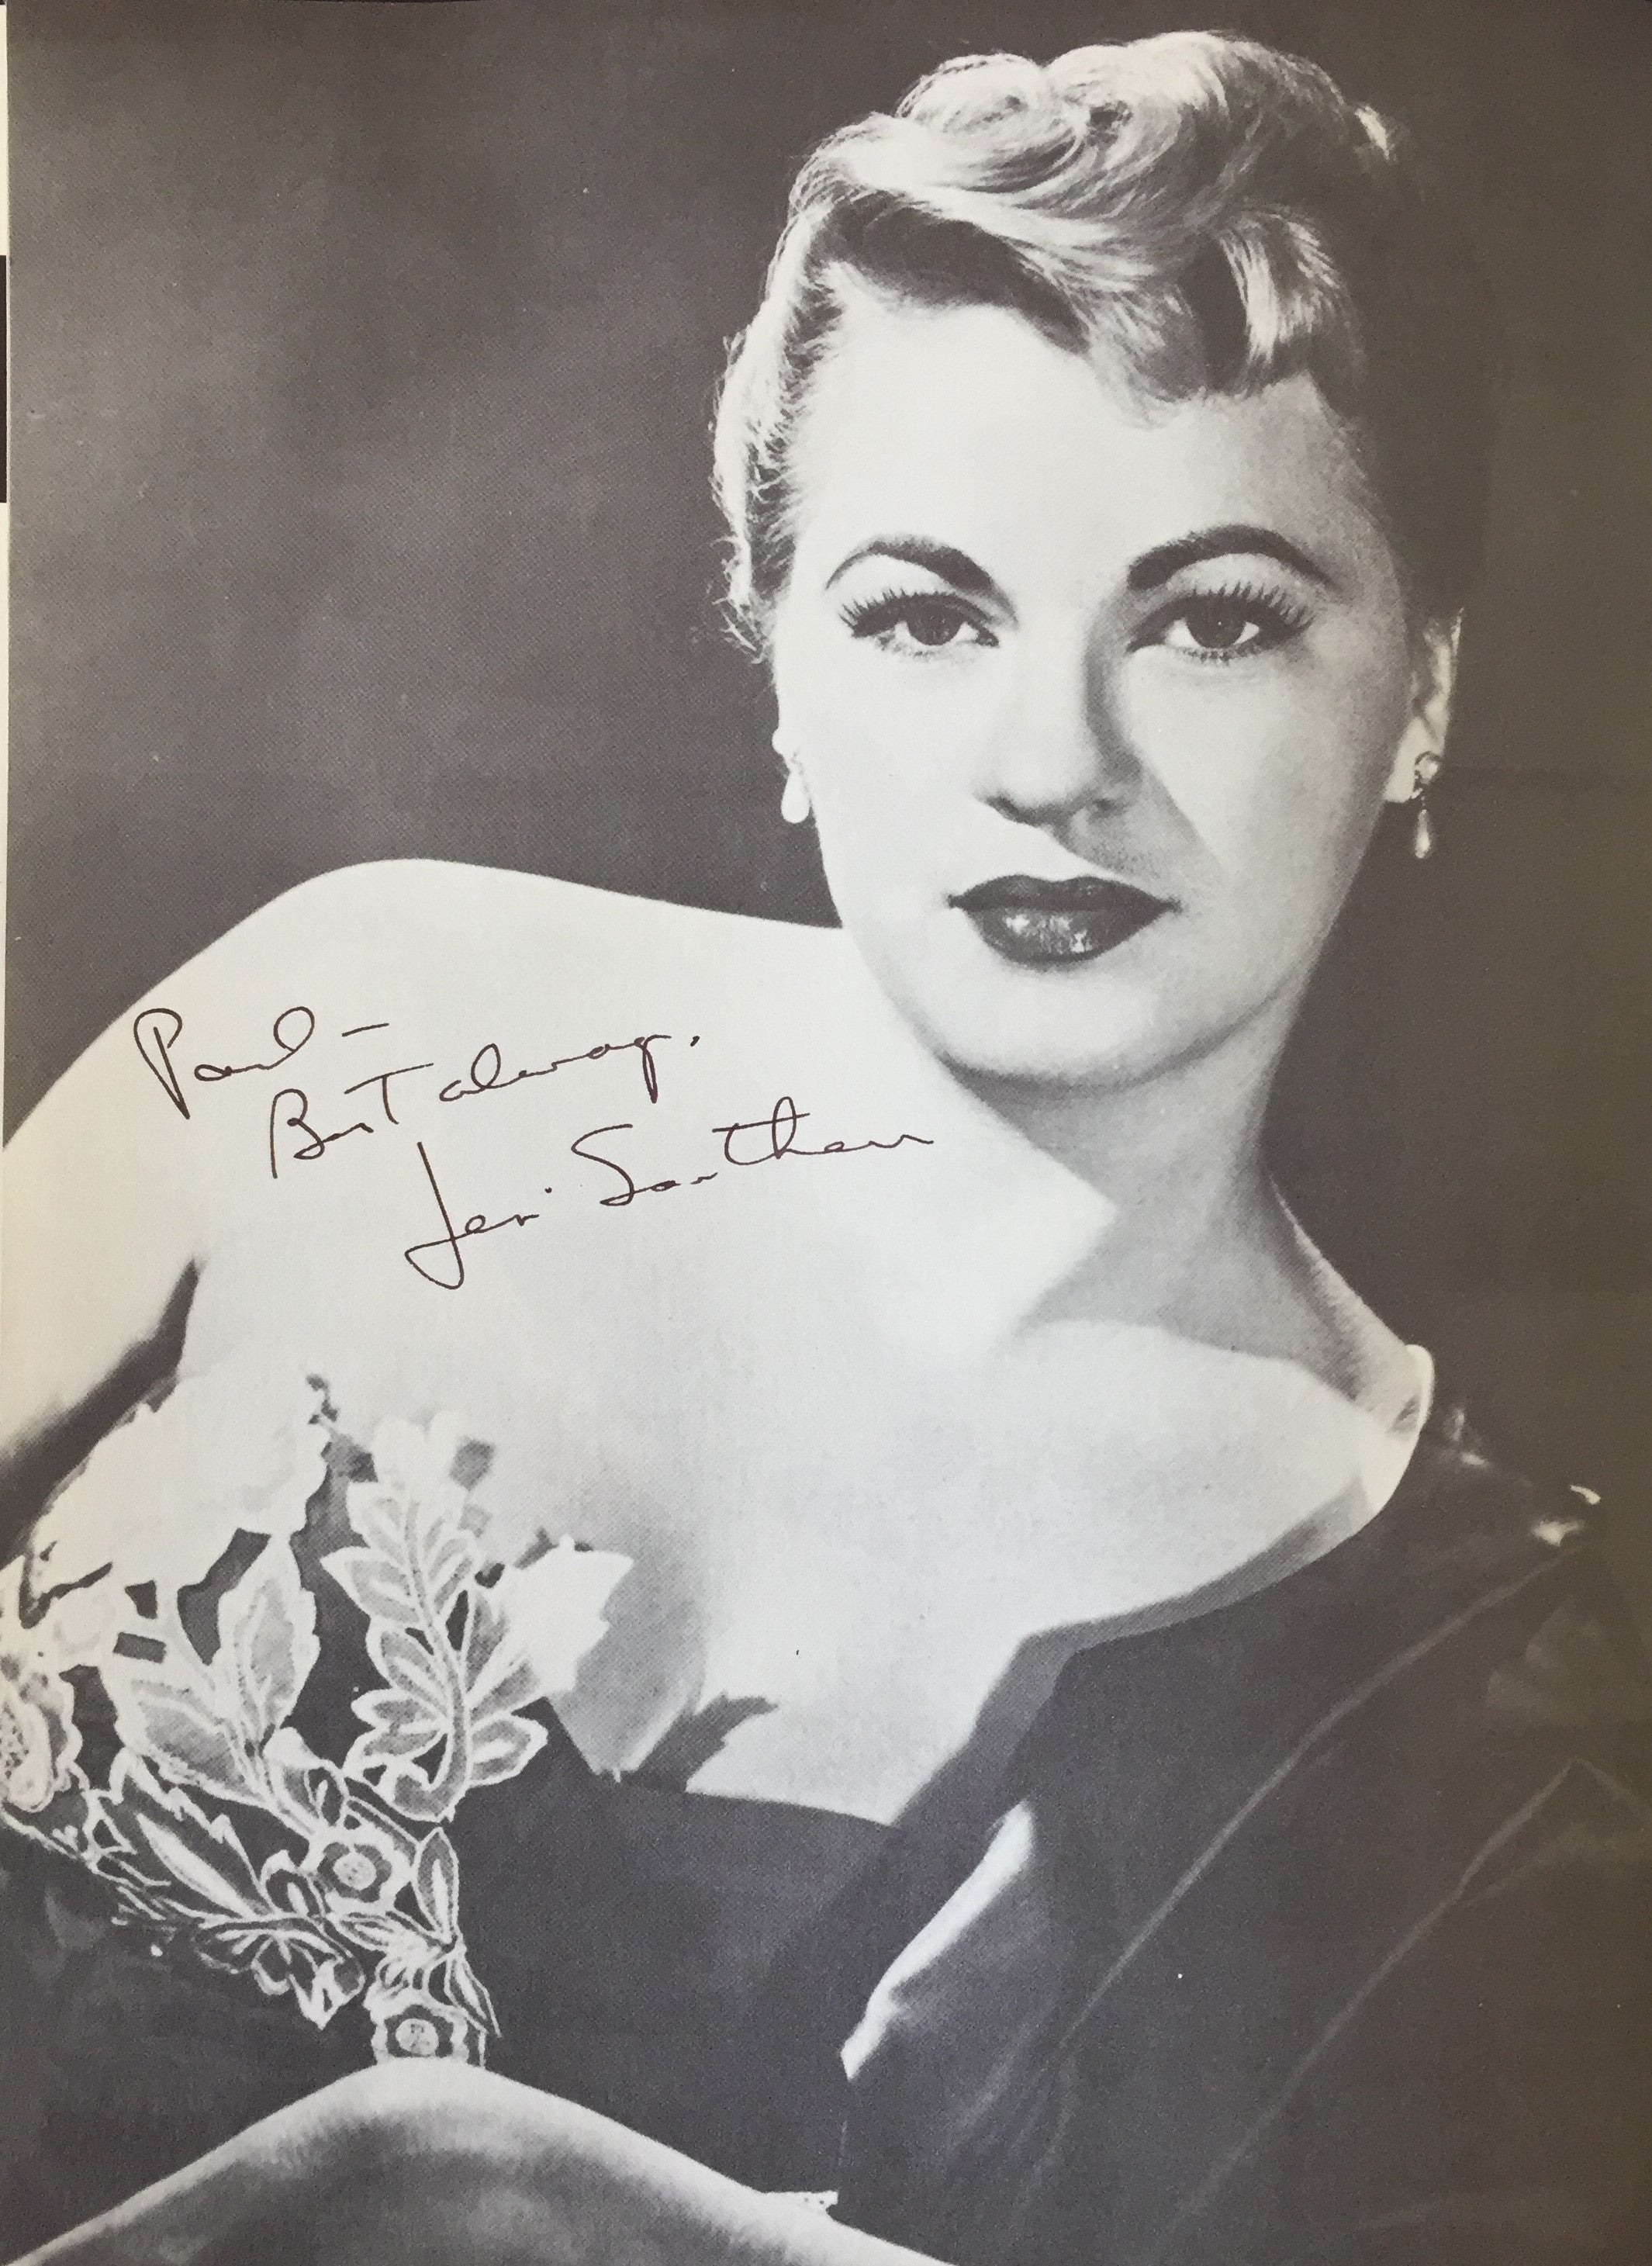 Paul —
Best always,
Jeri Southern